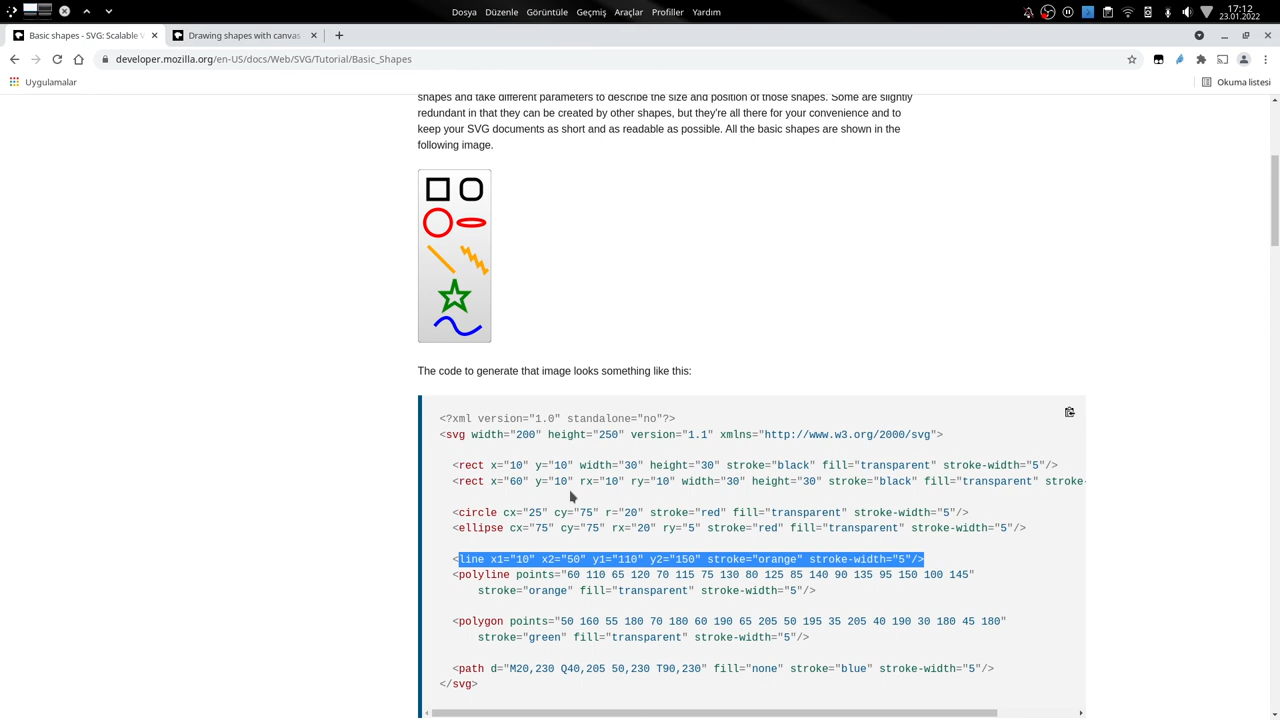 Dosya Düzenle Görüntüle Geçmiş Araçlar Profiller Yardım
17:12
23.01.2022
Basic shapes - SVG: Scalable V
Drawing shapes with canvas
developer.mozilla.org/en-US/docs/Web/SVG/Tutorial/Basic_Shapes
Uygulamalar
Okuma listesi
shapes and take different parameters to describe the size and position of those shapes. Some are slightly
redundant in that they can be created by other shapes, but they're all there for your convenience and to
keep your SVG documents as short and as readable as possible. All the basic shapes are shown in the
following image.
The code to generate that image looks something like this:
<?xml version="1.0" standalone="no"?>
<svg width="200" height="250" version="1.1" xmlns="http://www.w3.org/2000/svg">
<rect x="10" y="10" width="30" height="30" stroke="black" fill="transparent" stroke-width="5"/>
<rect x="60" y="10" rx="10" ry="10" width="30" height="30" stroke="black" fill="transparent" stroke-
<circle cx="25" cy="75" r="20" stroke="red" fill="transparent" stroke-width="5"/>
<ellipse cx="75" cy="75" rx="20" ry="5" stroke="red" fill="transparent" stroke-width="5"/>
<line x1="10" x2="50" y1="110" y2="150" stroke="orange" stroke-width="5"/>
<polyline points="60 110 65 120 70 115 75 130 80 125 85 140 90 135 95 150 100 145"
stroke="orange" fill="transparent" stroke-width="5"/>
<polygon points="50 160 55 180 70 180 60 190 65 205 50 195 35 205 40 190 30 180 45 180"
stroke="green" fill="transparent" stroke-width="5"/>
<path d="M20,230 Q40,205 50,230 T90,230" fill="none" stroke="blue" stroke-width="5"/>
</svg>